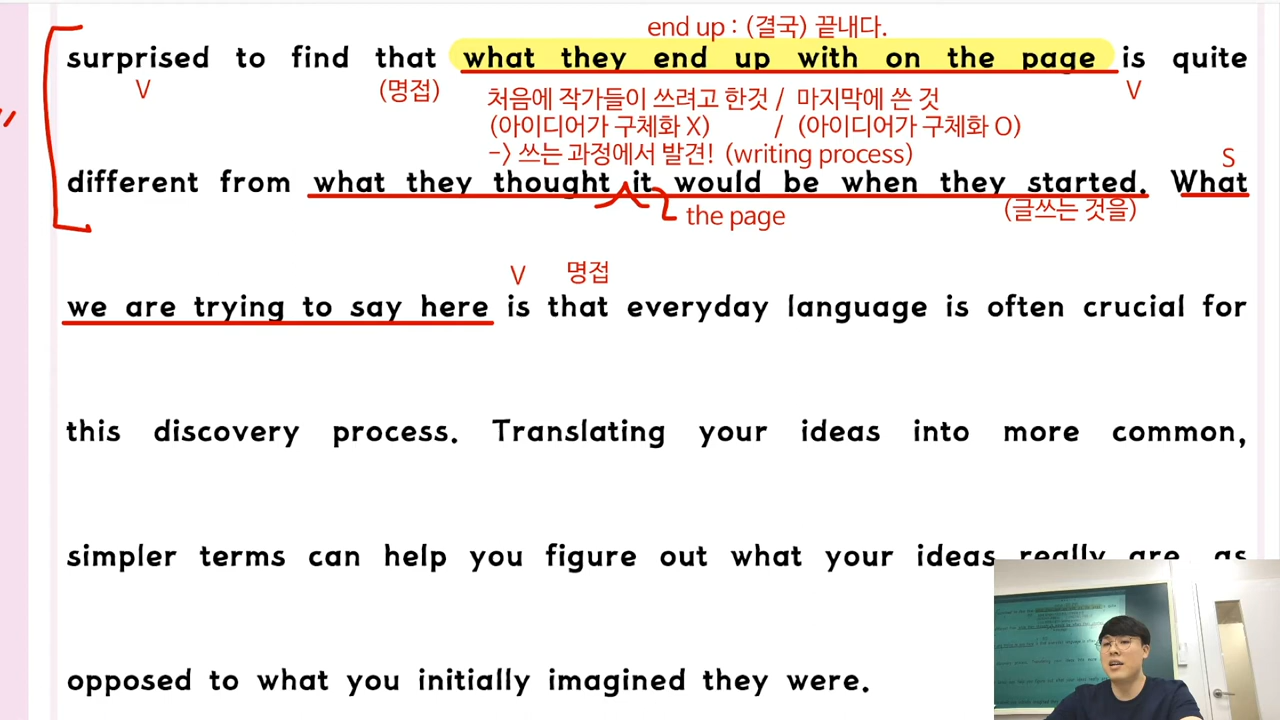 end up : (결국) 끝내다.
surprised to find that what they end up with on the page is quite
V (명접) 처음에 작가들이 쓰려고 한것 / 마지막에 쓴 것 V
(아이디어가 구체화 X) / (아이디어가 구체화 O)
-> 쓰는 과정에서 발견! (writing process) S
different from what they thought it would be when they started. What
the page (글쓰는 것을)
V 명접
we are trying to say here is that everyday language is often crucial for
this discovery process. Translating your ideas into more common,
simpler terms can help you figure out what your ideas really are, as
opposed to what you initially imagined they were.